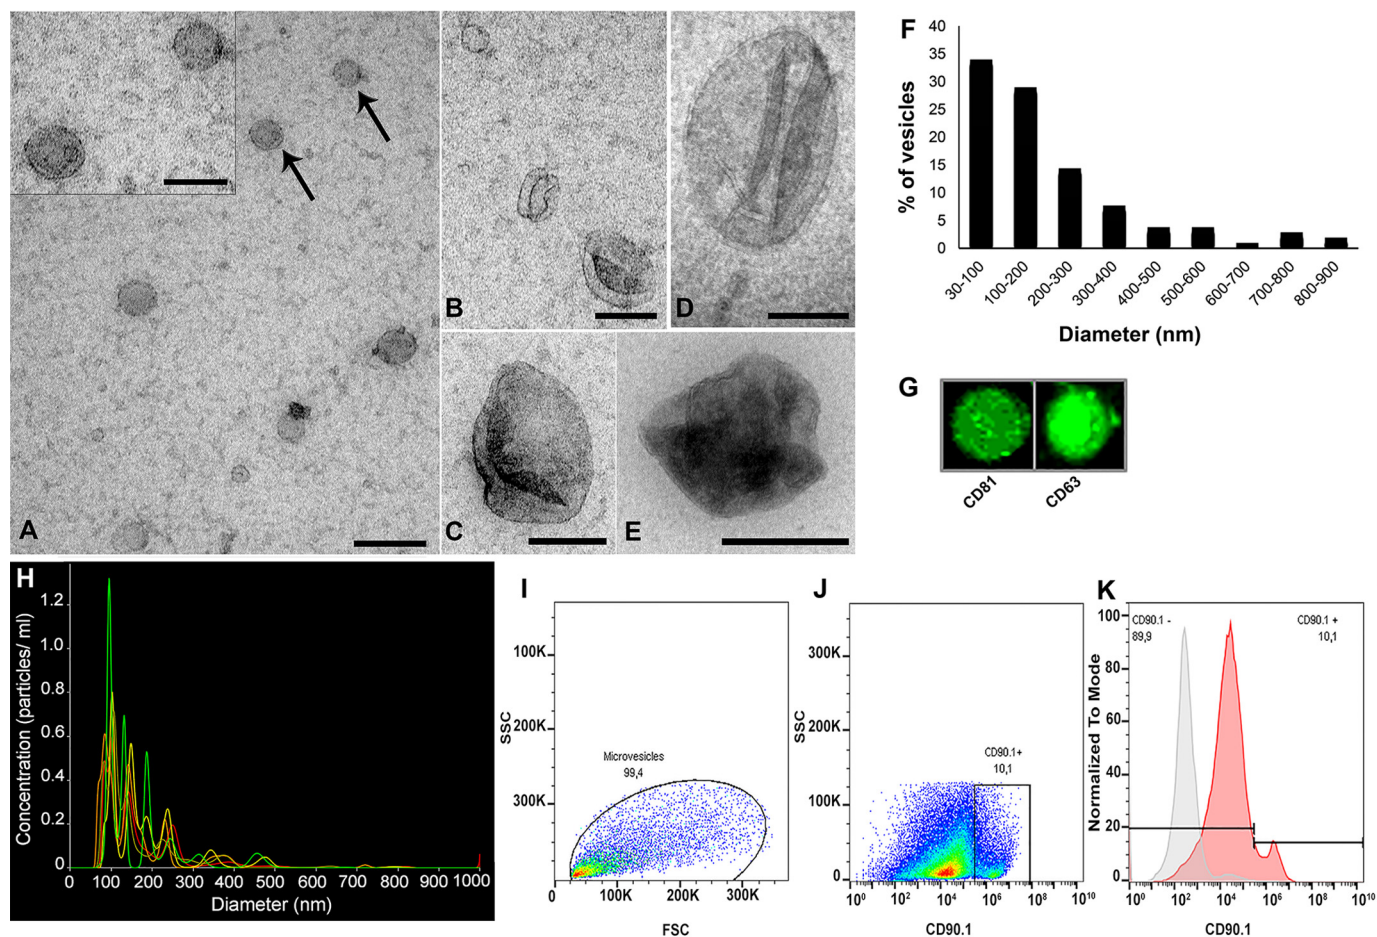 A
B
C
D
E
F
% of vesicles
40
35
30
25
20
15
10
5
0
30-100
100-200
200-300
300-400
400-500
500-600
600-700
700-800
800-900
Diameter (nm)
G
CD81
CD63
H
Concentration (particles/ ml)
1.2
1.0
0.8
0.6
0.4
0.2
0
0 100 200 300 400 500 600 700 800 900 1000
Diameter (nm)
I
SSC
100K
200K
300K
Microvesicles
99,4
100K 200K 300K
FSC
J
SSC
300K
200K
100K
0
CD90.1+
10,1
10^0 10^2 10^4 10^6 10^8 10^10
CD90.1
K
Normalized To Mode
100
80
60
40
20
0
CD90.1 -
89,9
CD90.1 +
10,1
10^0 10^2 10^4 10^6 10^8 10^10
CD90.1